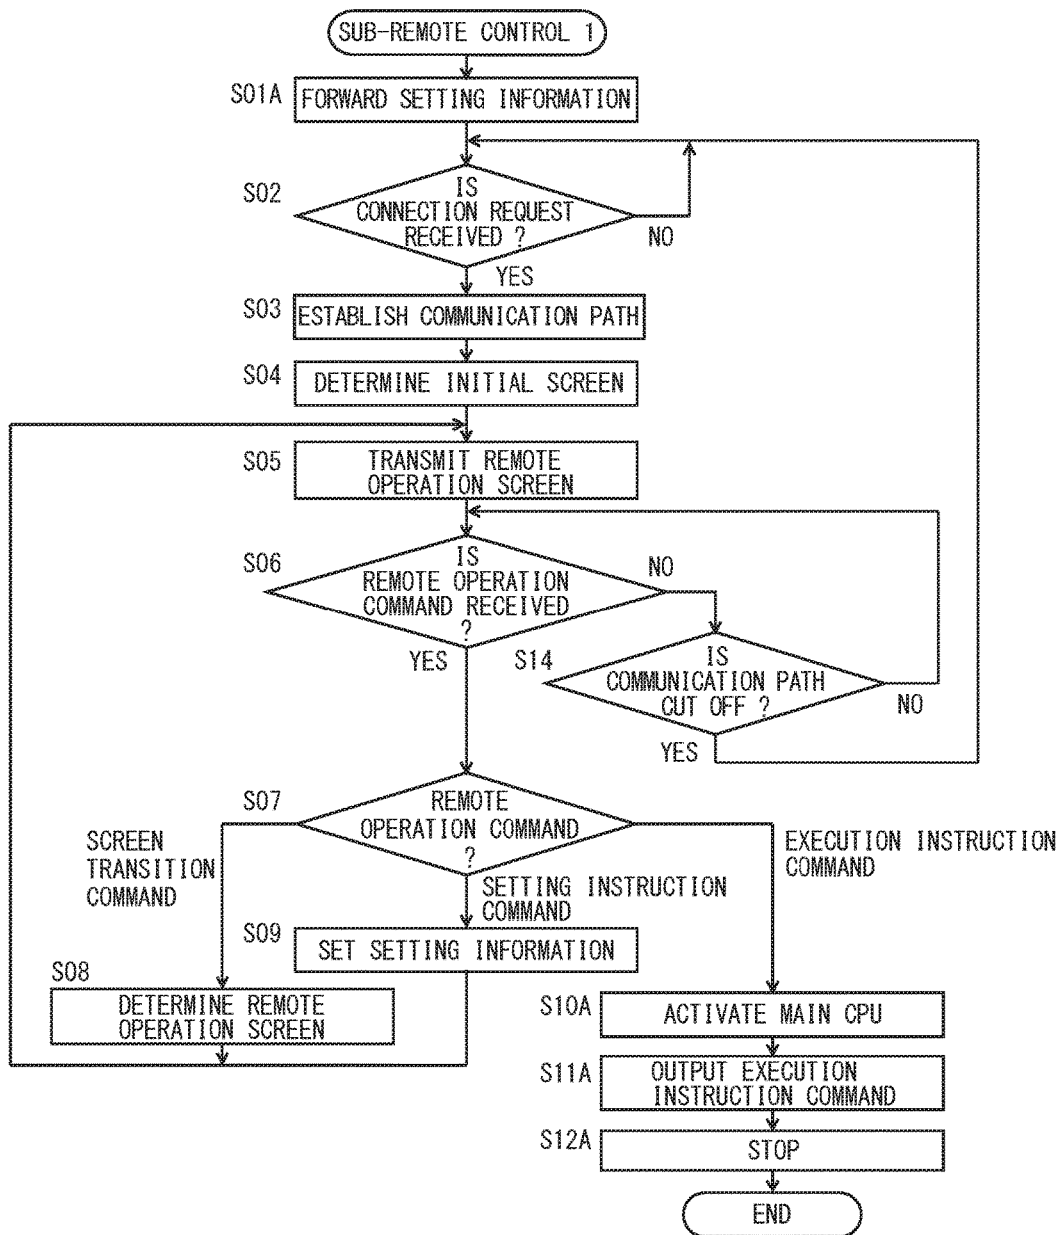 SUB-REMOTE CONTROL 1
S01A
FORWARD SETTING INFORMATION
S02
IS
CONNECTION REQUEST
RECEIVED ?
NO
YES
S03
ESTABLISH COMMUNICATION PATH
S04
DETERMINE INITIAL SCREEN
S05
TRANSMIT REMOTE
OPERATION SCREEN
S06
IS
REMOTE OPERATION
COMMAND RECEIVED
?
NO
YES
S14
IS
COMMUNICATION PATH
CUT OFF ?
NO
YES
S07
REMOTE
OPERATION COMMAND
?
SCREEN
TRANSITION
COMMAND
SETTING INSTRUCTION
COMMAND
EXECUTION INSTRUCTION
COMMAND
S09
SET SETTING INFORMATION
S08
DETERMINE REMOTE
OPERATION SCREEN
S10A
ACTIVATE MAIN CPU
S11A
OUTPUT EXECUTION
INSTRUCTION COMMAND
S12A
STOP
END